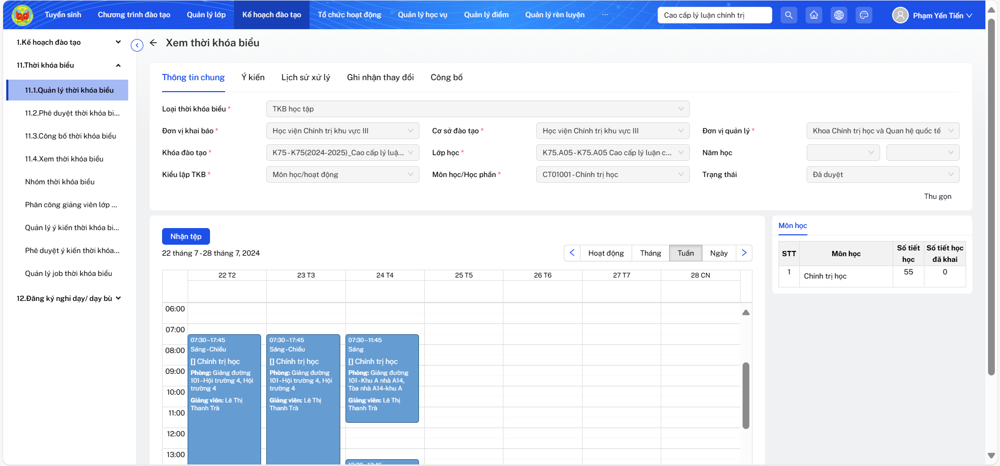 Tuyển sinh
Chương trình đào tạo
Quản lý lớp
Kế hoạch đào tạo
Tổ chức hoạt động
Quản lý học vụ
Quản lý điểm
Quản lý rèn luyện
...
Cao cấp lý luận chính trị
Phạm Yến Tiến
1.Kế hoạch đào tạo
11.Thời khóa biểu
11.1.Quản lý thời khóa biểu
11.2.Phê duyệt thời khóa bi...
11.3.Công bố thời khóa biểu
11.4.Xem thời khóa biểu
Nhóm thời khóa biểu
Phân công giảng viên lớp ...
Quản lý ý kiến thời khóa bi...
Phê duyệt ý kiến thời khóa...
Quản lý job thời khóa biểu
12.Đăng ký nghỉ dạy/ dạy bù
Xem thời khóa biểu
Thông tin chung
Ý kiến
Lịch sử xử lý
Ghi nhận thay đổi
Công bố
Loại thời khóa biểu *
TKB học tập
Đơn vị khai báo *
Học viện Chính trị khu vực III
Cơ sở đào tạo *
Học viện Chính trị khu vực III
Đơn vị quản lý *
Khoa Chính trị học và Quan hệ quốc tế
Khóa đào tạo *
K75 - K75(2024-2025)_Cao cấp lý luậ...
Lớp học *
K75.A05 - K75.A05 Cao cấp lý luận c...
Năm học
Kiểu lập TKB *
Môn học/hoạt động
Môn học/Học phần *
CT01001 - Chính trị học
Trạng thái
Đã duyệt
Thu gọn
Nhận tệp
22 tháng 7 - 28 tháng 7, 2024
Hoạt động
Tháng
Tuần
Ngày
22 T2
23 T3
24 T4
25 T5
26 T6
27 T7
28 CN
06:00
07:00
08:00
09:00
10:00
11:00
12:00
13:00
07:30 – 17:45
Sáng - Chiều
[] Chính trị học
Phòng: Giảng đường
101 - Hội trường 4, Hội
trường 4
Giảng viên: Lê Thị
Thanh Trà
07:30 – 17:45
Sáng - Chiều
[] Chính trị học
Phòng: Giảng đường
101 - Hội trường 4, Hội
trường 4
Giảng viên: Lê Thị
Thanh Trà
07:30 – 11:45
Sáng
[] Chính trị học
Phòng: Giảng đường
101 - Khu A nhà A14,
Tòa nhà A14-khu A
Giảng viên: Lê Thị
Thanh Trà
Môn học
STT
Môn học
Số tiết
học
Số tiết học
đã khai
1
Chính trị học
55
0